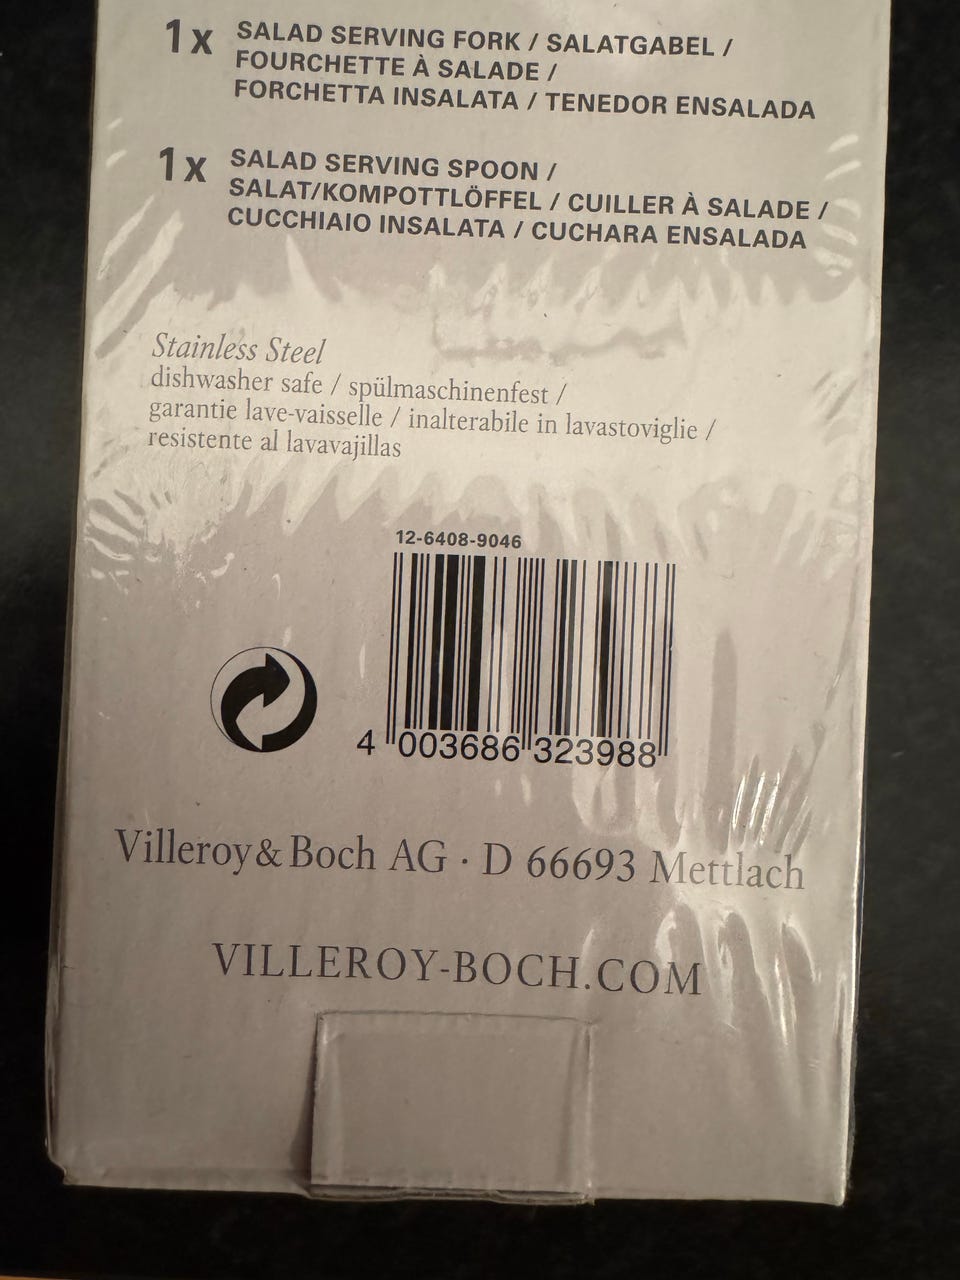 1x SALAD SERVING FORK / SALATGABEL /
FOURCHETTE À SALADE /
FORCHETTA INSALATA / TENEDOR ENSALADA
1x SALAD SERVING SPOON /
SALAT/KOMPOTTLÖFFEL / CUILLER À SALADE /
CUCCHIAIO INSALATA / CUCHARA ENSALADA
Stainless Steel
dishwasher safe / spülmaschinenfest /
garantie lave-vaisselle / inalterabile in lavastoviglie /
resistente al lavavajillas
12-6408-9046
4 003686 323988
Villeroy & Boch AG · D 66693 Mettlach
VILLEROY-BOCH.COM